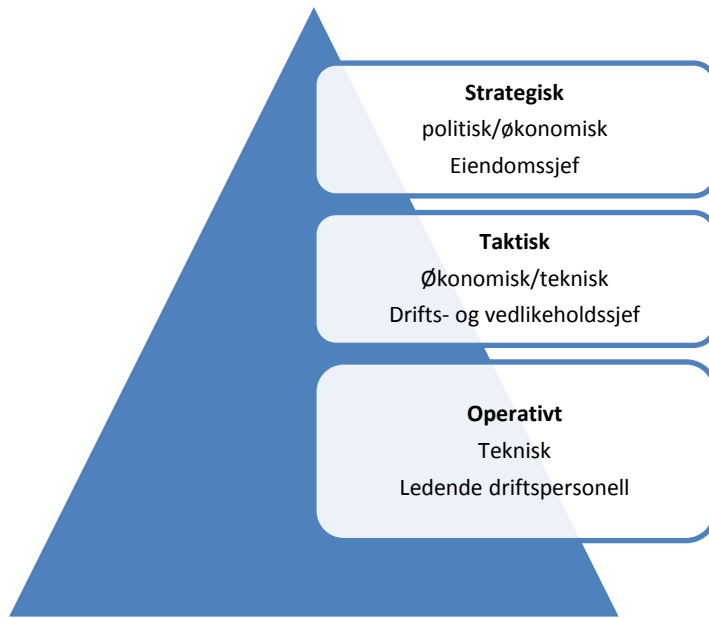 Strategisk
politisk/økonomisk
Eiendomssjef
Taktisk
Økonomisk/teknisk
Drifts- og vedlikeholdssjef
Operativt
Teknisk
Ledende driftspersonell